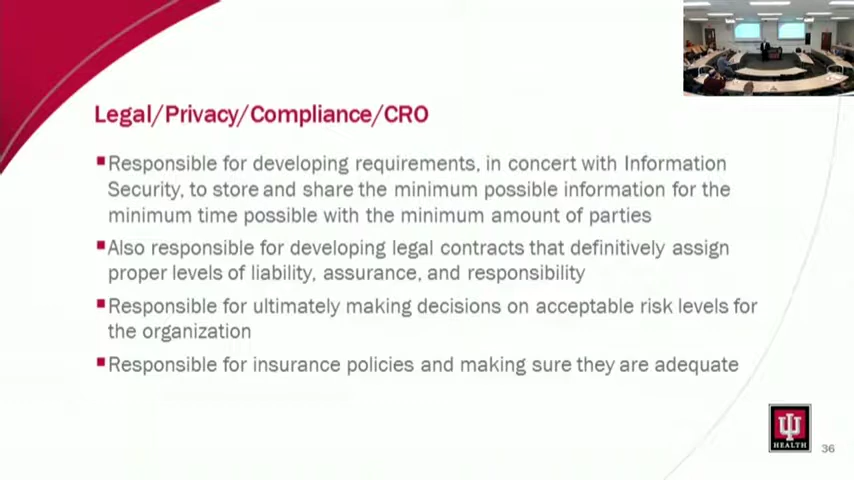 Legal/Privacy/Compliance/CRO
▪Responsible for developing requirements, in concert with Information
Security, to store and share the minimum possible information for the
minimum time possible with the minimum amount of parties
▪Also responsible for developing legal contracts that definitively assign
proper levels of liability, assurance, and responsibility
▪Responsible for ultimately making decisions on acceptable risk levels for
the organization
▪Responsible for insurance policies and making sure they are adequate
HEALTH
36